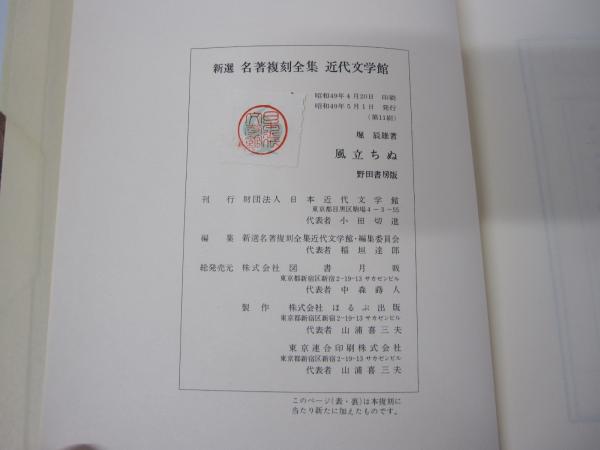 新選 名著複刻全集 近代文学館
昭和49年4月20日 印刷
昭和49年5月1日 発行
(第11刷)
堀 辰雄著
風立ちぬ
野田書房版
刊行 財団法人 日本近代文学館
東京都目黒区駒場4-3-55
代表者 小田切進
編集 新選名著複刻全集近代文学館・編集委員会
代表者 稲垣達郎
総発売元 株式会社 図書月販
東京都新宿区新宿2-19-13 サカゼンビル
代表者 中森蒔人
製作 株式会社 ほるぷ出版
東京都新宿区新宿2-19-13 サカゼンビル
代表者 山浦喜三夫
東京連合印刷株式会社
東京都新宿区新宿2-19-13 サカゼンビル
代表者 山浦喜三夫
このページ(表・裏)は本復刻に
当たり新たに加えたものです。